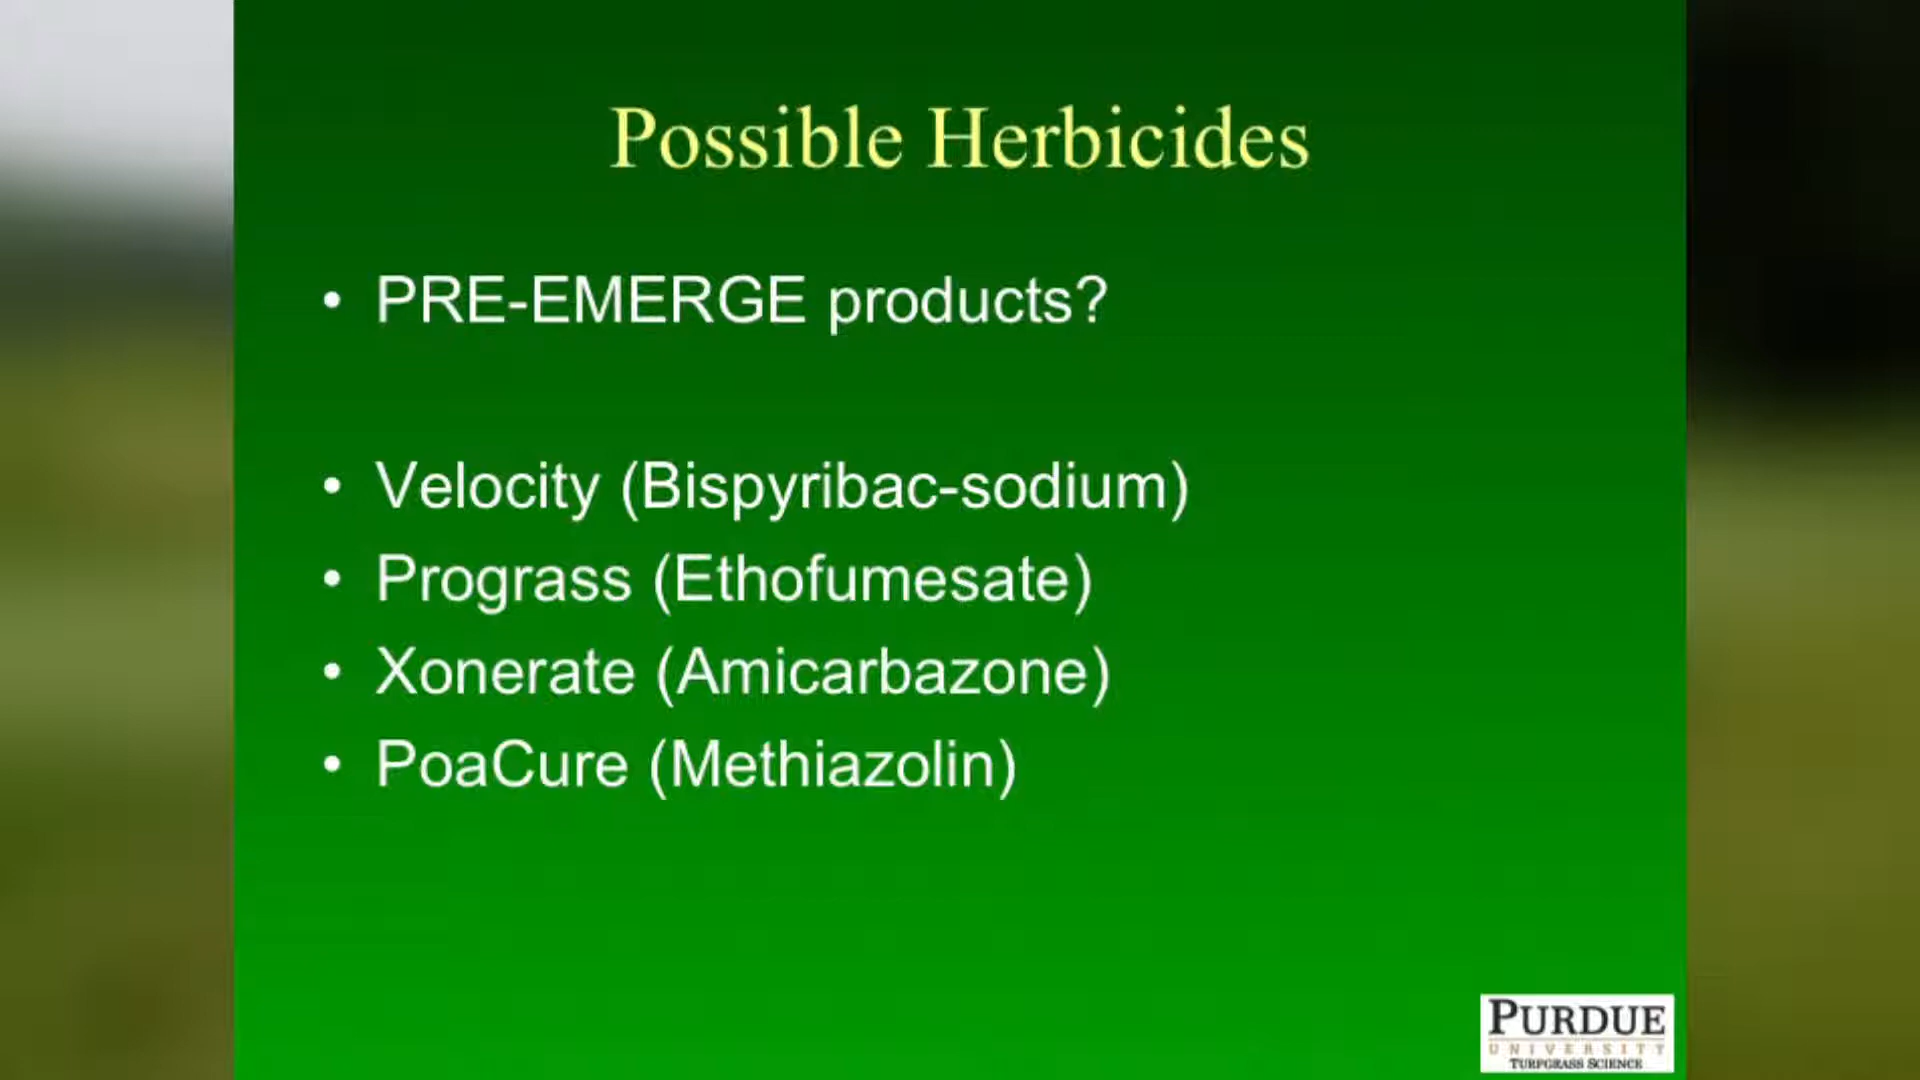 Possible Herbicides
• PRE-EMERGE products?
• Velocity (Bispyribac-sodium)
• Prograss (Ethofumesate)
• Xonerate (Amicarbazone)
• PoaCure (Methiazolin)
PURDUE
UNIVERSITY
TURFGRASS SCIENCE